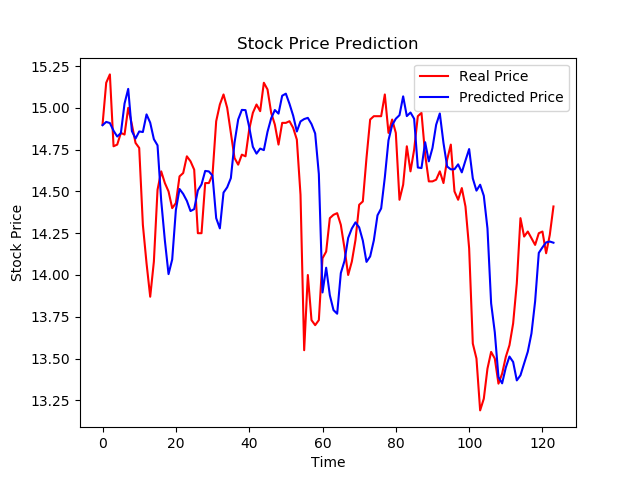 Stock Price Prediction
Real Price
Predicted Price
Stock Price
15.25
15.00
14.75
14.50
14.25
14.00
13.75
13.50
13.25
0 20 40 60 80 100 120
Time